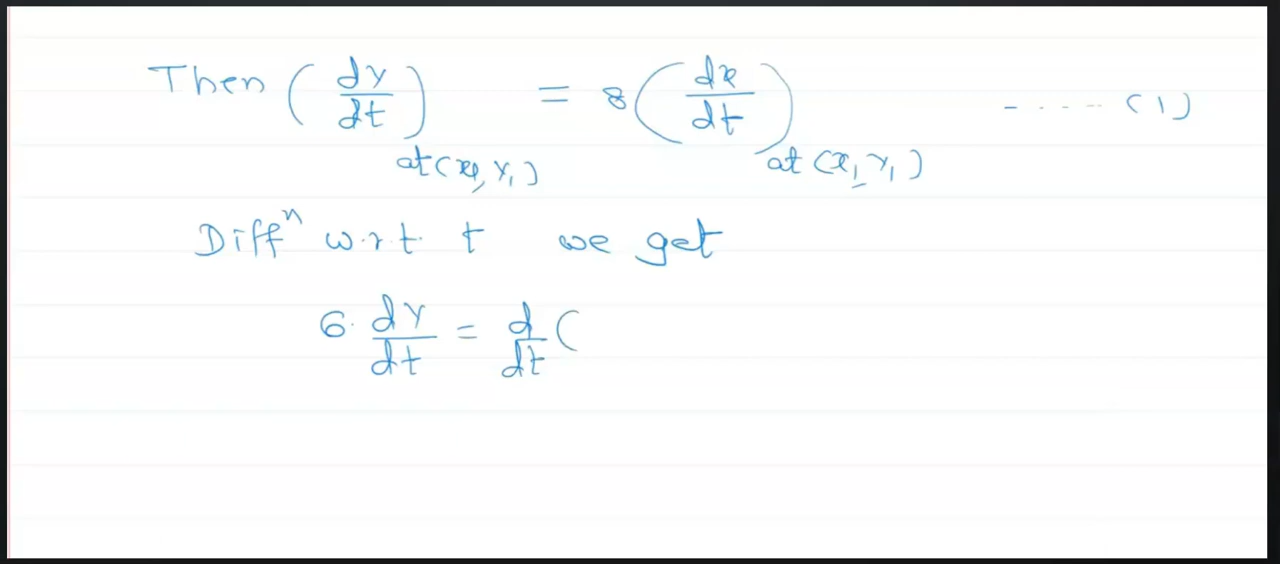 Then (dy/dt) at (x1, y1) = 8 (dx/dt) at (x1, y1) - ---- (1)
Diffⁿ w.r.t. t we get
6. dy/dt = d/dt (